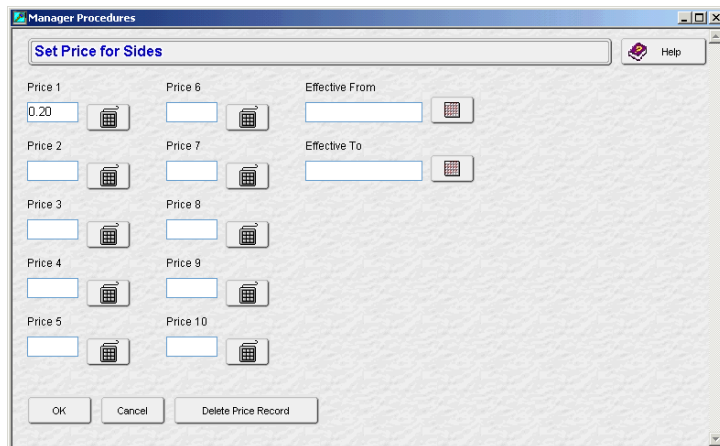 Manager Procedures
Set Price for Sides
Help
Price 1 Price 6 Effective From
0.20
Price 2 Price 7 Effective To
Price 3 Price 8
Price 4 Price 9
Price 5 Price 10
OK Cancel Delete Price Record